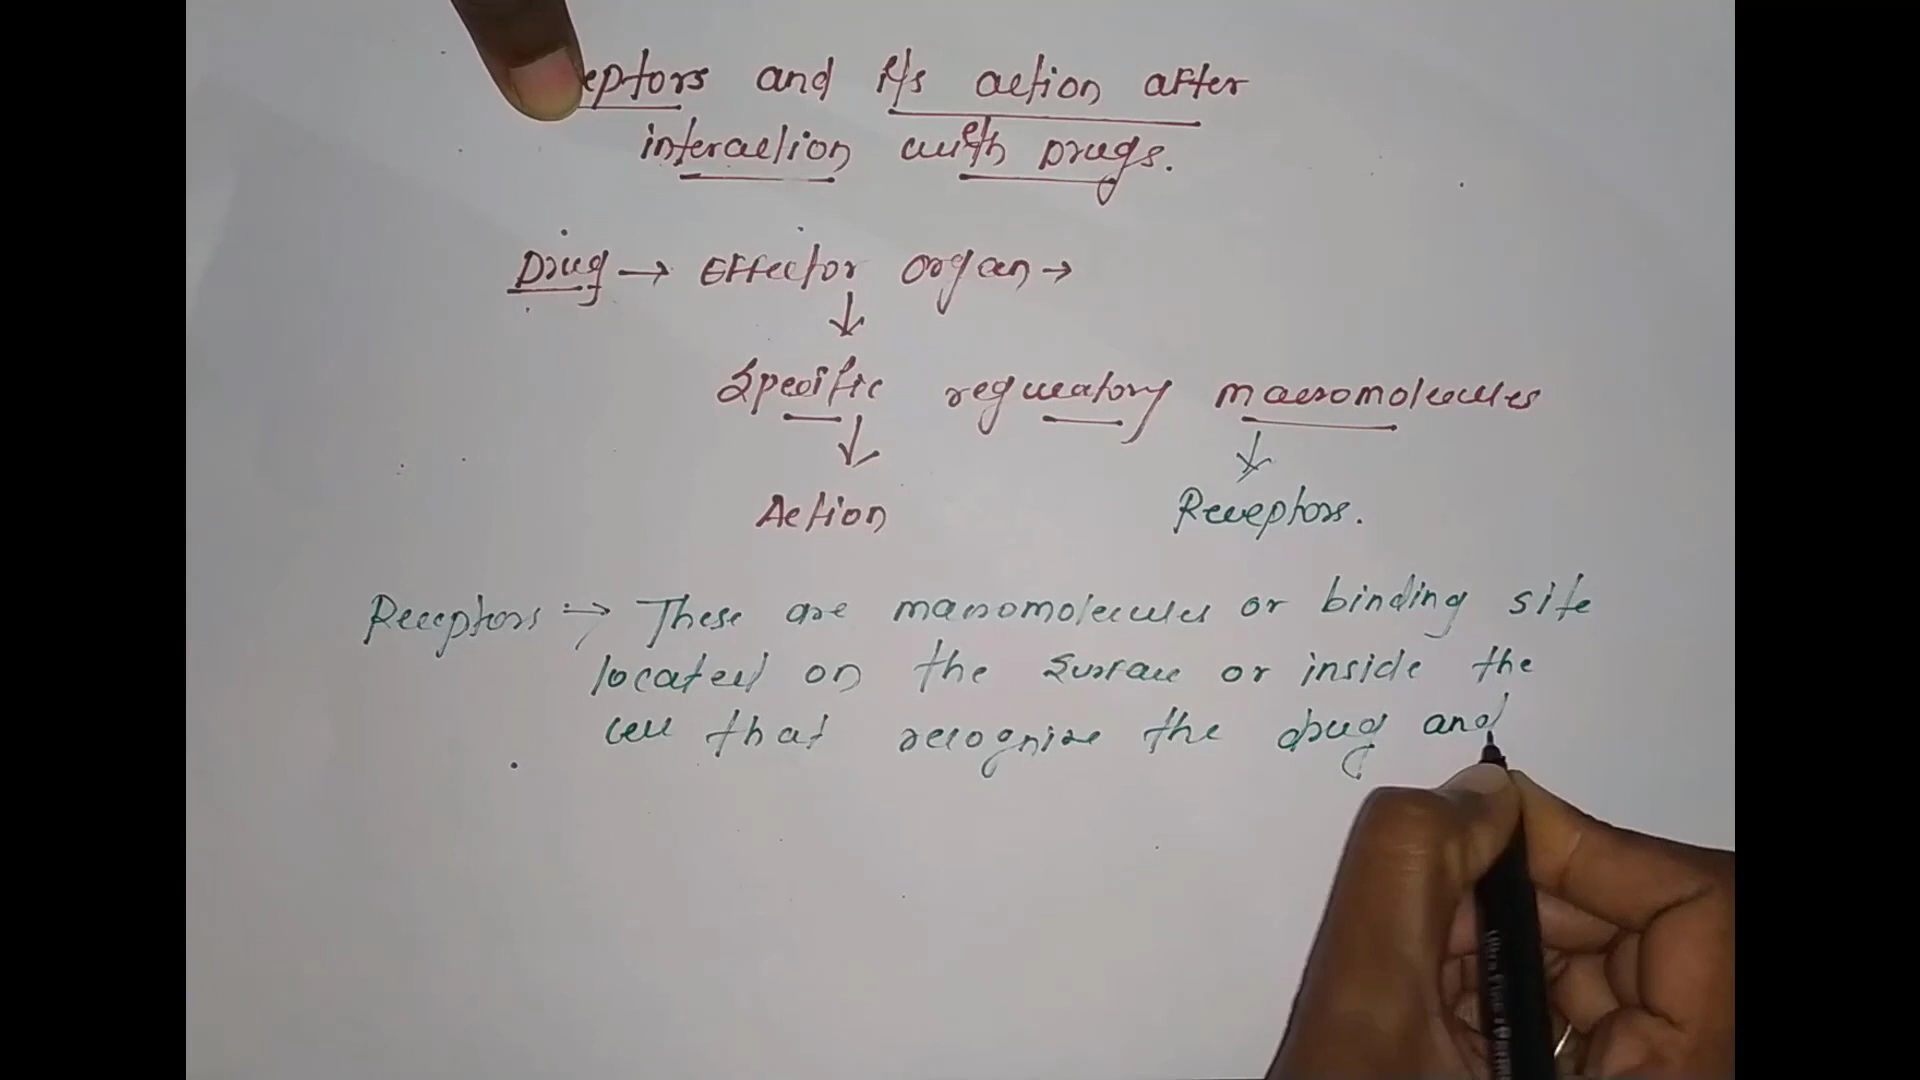 eptors and its action after
interaction with Drugs.
Drug → Effector organ →
↓
Specific regulatory macromolecules
↓ ↓
Action Receptors.
Receptors → These are macromolecules or binding site
located on the surface or inside the
cell that recognize the drug and